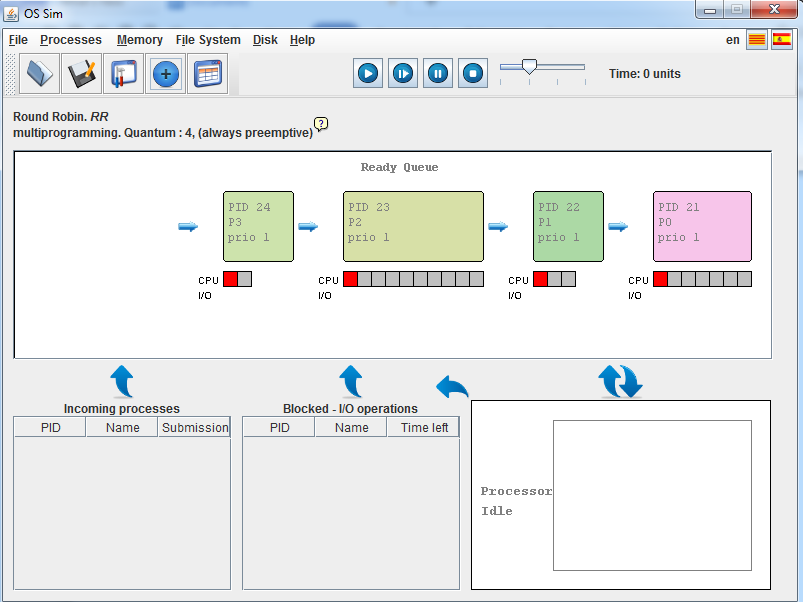 OS Sim
File Processes Memory File System Disk Help en
Time: 0 units
Round Robin. RR
multiprogramming. Quantum : 4, (always preemptive) ?
Ready Queue
PID 24
P3
prio 1
CPU
I/O
PID 23
P2
prio 1
CPU
I/O
PID 22
P1
prio 1
CPU
I/O
PID 21
P0
prio 1
CPU
I/O
Incoming processes
PID Name Submission
Blocked - I/O operations
PID Name Time left
Processor
Idle